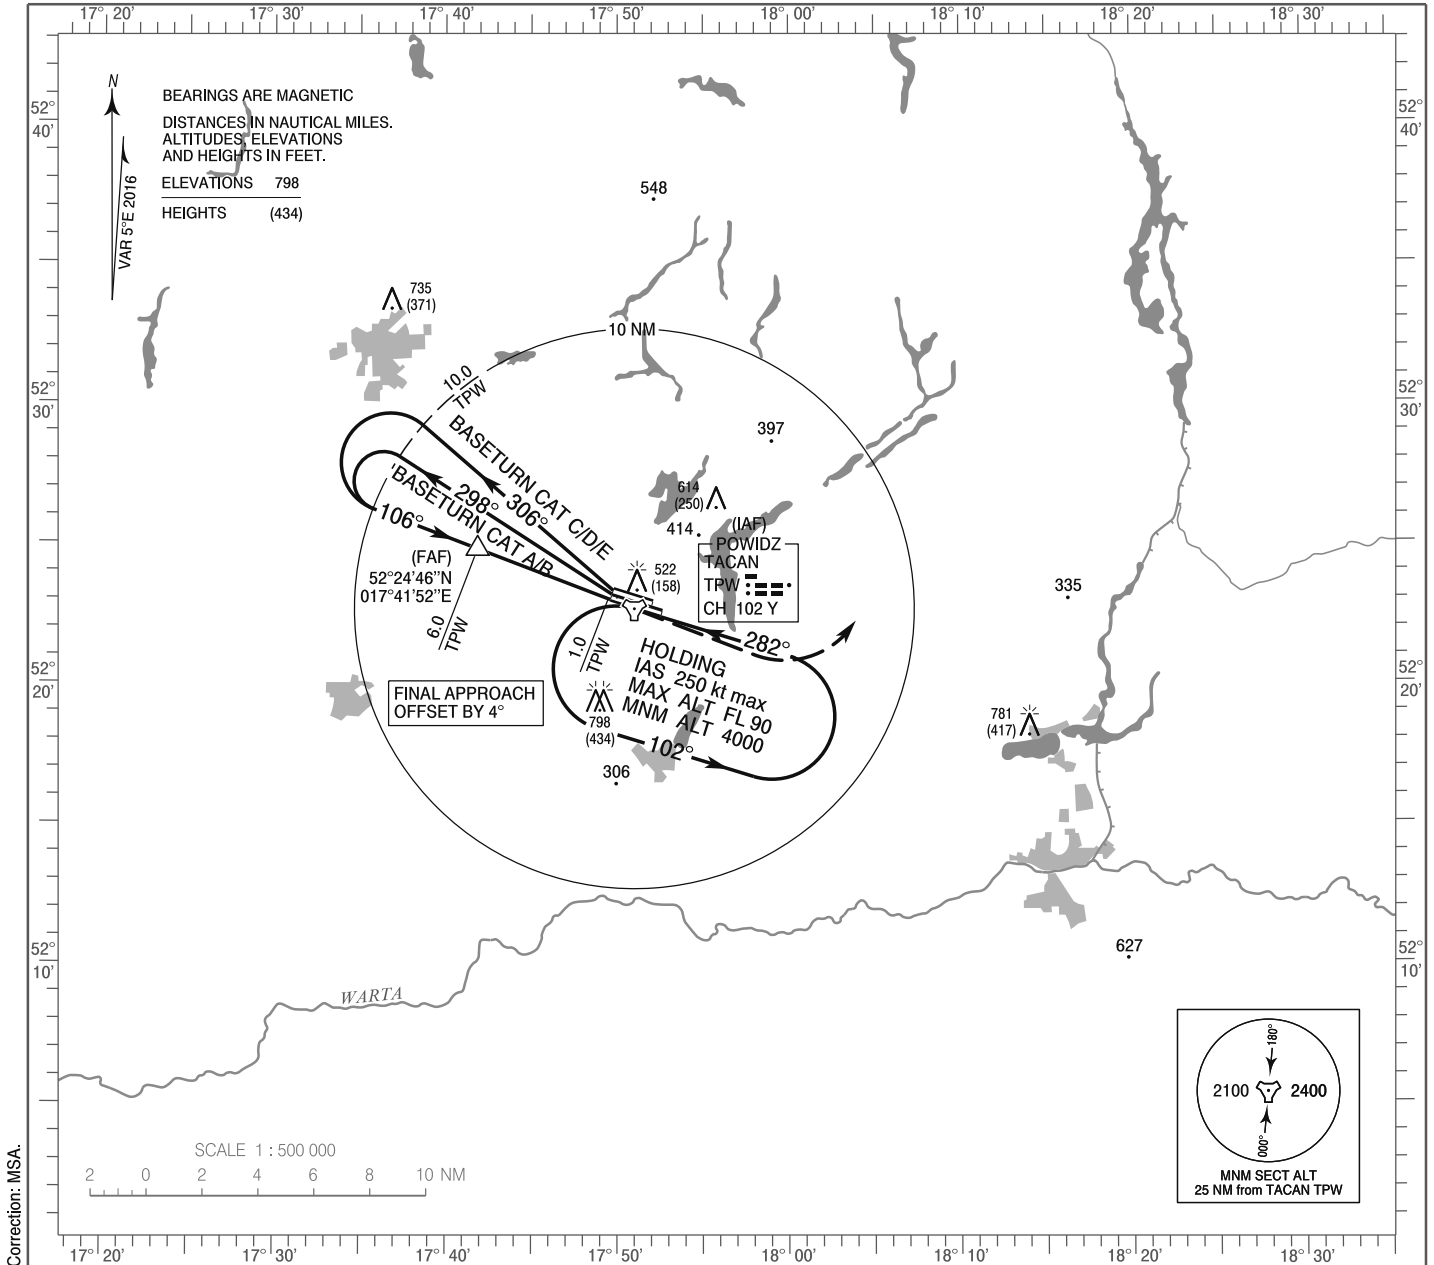 17° 20' 17° 30' 17° 40' 17° 50' 18° 00' 18° 10' 18° 20' 18° 30'
N
VAR 5°E 2016
BEARINGS ARE MAGNETIC
DISTANCES IN NAUTICAL MILES.
ALTITUDES, ELEVATIONS
AND HEIGHTS IN FEET.
ELEVATIONS 798
HEIGHTS (434)
52° 40'
52° 40'
548
735
(371)
10 NM
10.0
TPW
52° 30'
52° 30'
397
BASETURN CAT C/D/E
306°
298°
BASETURN CAT A/B
106°
614
(250)
414
(IAF)
POWIDZ
TACAN
TPW
CH 102 Y
(FAF)
52°24'46''N
017°41'52''E
6.0
TPW
522
(158)
335
1.0
TPW
282°
HOLDING
IAS 250 kt max
MAX ALT FL 90
MNM ALT 4000
102°
52° 20'
52° 20'
FINAL APPROACH
OFFSET BY 4°
798
(434)
306
781
(417)
627
52° 10'
52° 10'
WARTA
180°
2100 2400
000°
MNM SECT ALT
25 NM from TACAN TPW
SCALE 1 : 500 000
2 0 2 4 6 8 10 NM
Correction: MSA.
17° 20' 17° 30' 17° 40' 17° 50' 18° 00' 18° 10' 18° 20' 18° 30'